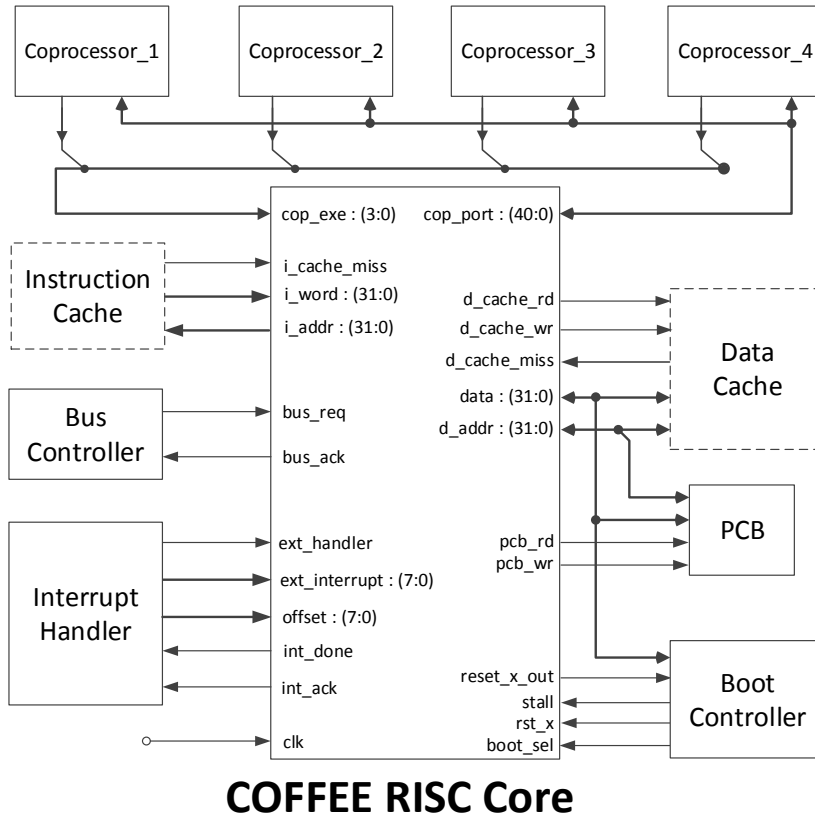 Coprocessor_1
Coprocessor_2
Coprocessor_3
Coprocessor_4
cop_exe : (3:0)
cop_port : (40:0)
Instruction
Cache
i_cache_miss
i_word : (31:0)
i_addr : (31:0)
d_cache_rd
d_cache_wr
d_cache_miss
data : (31:0)
d_addr : (31:0)
Data
Cache
Bus
Controller
bus_req
bus_ack
PCB
pcb_rd
pcb_wr
Interrupt
Handler
ext_handler
ext_interrupt : (7:0)
offset : (7:0)
int_done
int_ack
clk
reset_x_out
stall
rst_x
boot_sel
Boot
Controller
COFFEE RISC Core